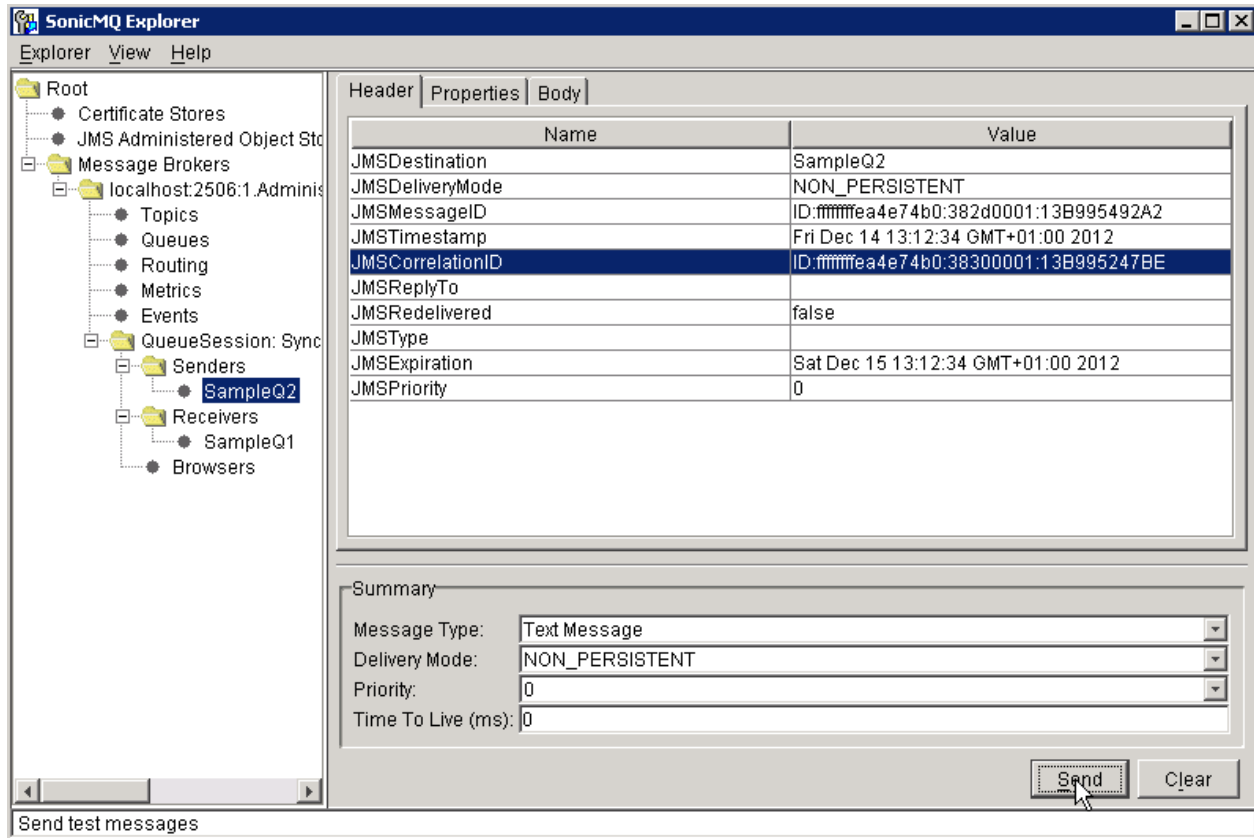 SonicMQ Explorer
Explorer View Help
Root
Certificate Stores
JMS Administered Object Sto
Message Brokers
localhost:2506:1.Adminis
Topics
Queues
Routing
Metrics
Events
QueueSession: Sync
Senders
SampleQ2
Receivers
SampleQ1
Browsers
Header Properties Body
Name Value
JMSDestination SampleQ2
JMSDeliveryMode NON_PERSISTENT
JMSMessageID ID:ffffffffea4e74b0:382d0001:13B995492A2
JMSTimestamp Fri Dec 14 13:12:34 GMT+01:00 2012
JMSCorrelationID ID:ffffffffea4e74b0:38300001:13B995247BE
JMSReplyTo
JMSRedelivered false
JMSType
JMSExpiration Sat Dec 15 13:12:34 GMT+01:00 2012
JMSPriority 0
Summary
Message Type: Text Message
Delivery Mode: NON_PERSISTENT
Priority: 0
Time To Live (ms): 0
Send Clear
Send test messages